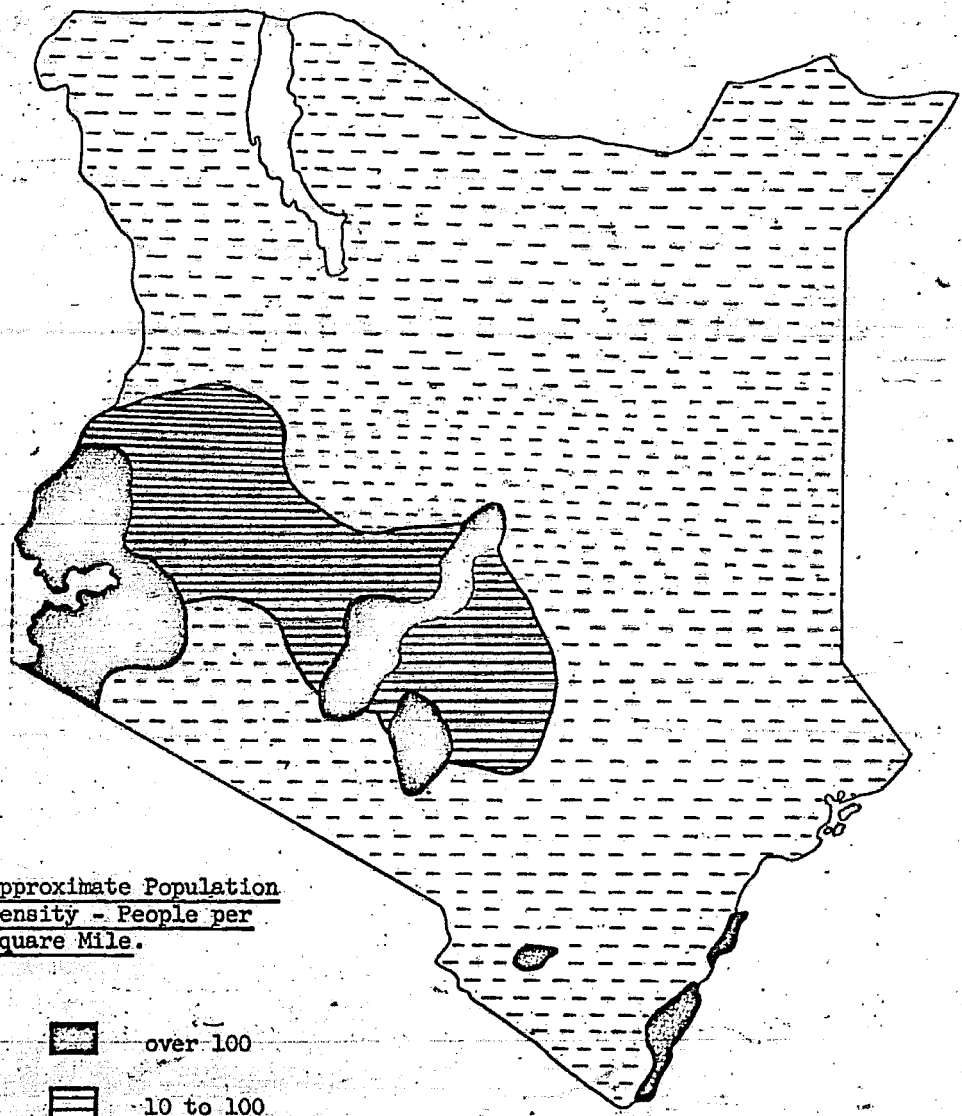 pproximate Population
ensity - People per
quare Mile.
over 100
10 to 100